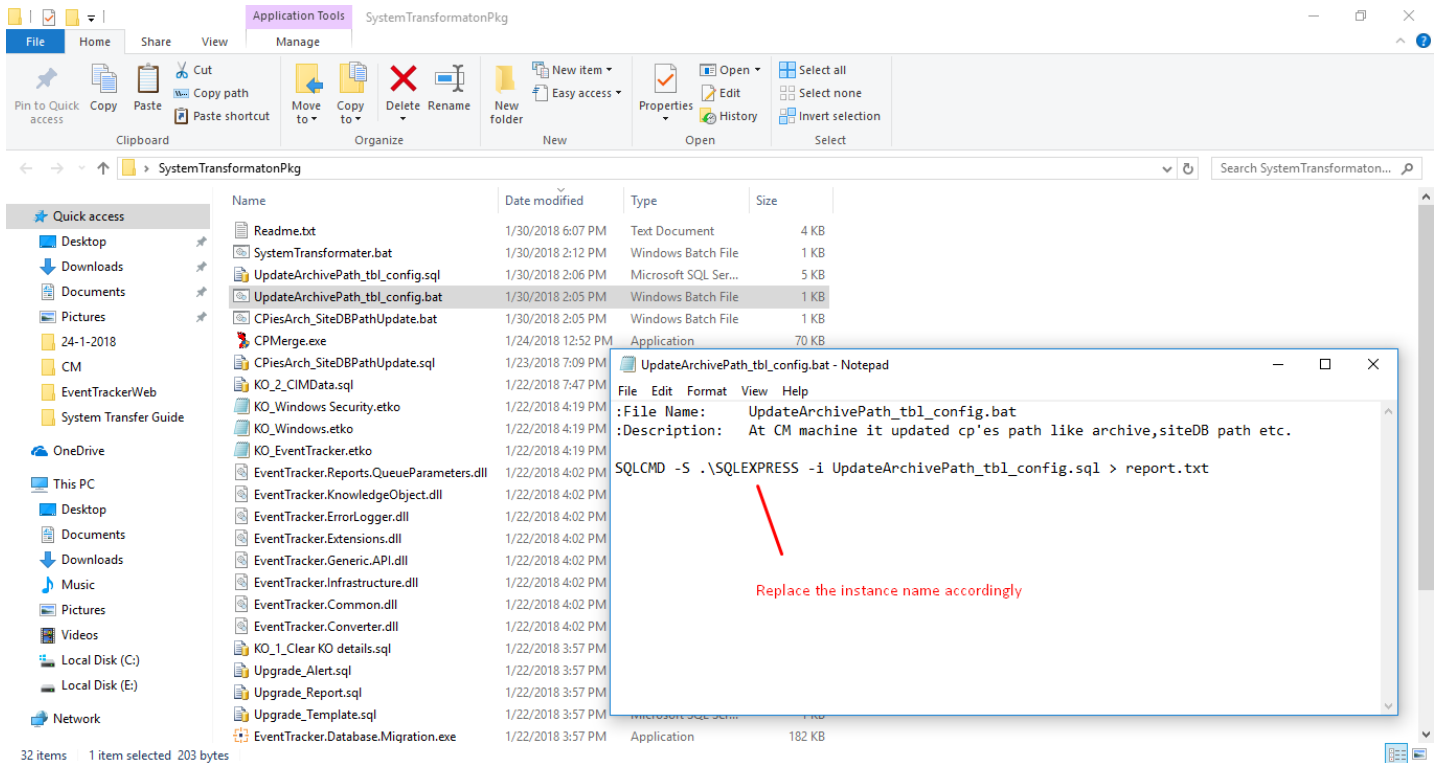 Application Tools SystemTransformatonPkg
File Home Share View Manage
Pin to Quick access
Copy
Paste
Cut
Copy path
Paste shortcut
Clipboard
Move to
Copy to
Delete
Rename
Organize
New folder
New item
Easy access
New
Properties
Open
Edit
History
Open
Select all
Select none
Invert selection
Select
SystemTransformatonPkg
Search SystemTransformaton...
Quick access
Desktop
Downloads
Documents
Pictures
24-1-2018
CM
EventTrackerWeb
System Transfer Guide
OneDrive
This PC
Desktop
Documents
Downloads
Music
Pictures
Videos
Local Disk (C:)
Local Disk (E:)
Network
Name Date modified Type Size
Readme.txt 1/30/2018 6:07 PM Text Document 4 KB
SystemTransformater.bat 1/30/2018 2:12 PM Windows Batch File 1 KB
UpdateArchivePath_tbl_config.sql 1/30/2018 2:06 PM Microsoft SQL Ser... 5 KB
UpdateArchivePath_tbl_config.bat 1/30/2018 2:05 PM Windows Batch File 1 KB
CPiesArch_SiteDBPathUpdate.bat 1/30/2018 2:05 PM Windows Batch File 1 KB
CPMerge.exe 1/24/2018 12:52 PM Application 70 KB
CPiesArch_SiteDBPathUpdate.sql 1/23/2018 7:09 PM
KO_2_CIMData.sql 1/22/2018 7:47 PM
KO_Windows Security.etko 1/22/2018 4:19 PM
KO_Windows.etko 1/22/2018 4:19 PM
KO_EventTracker.etko 1/22/2018 4:19 PM
EventTracker.Reports.QueueParameters.dll 1/22/2018 4:02 PM
EventTracker.KnowledgeObject.dll 1/22/2018 4:02 PM
EventTracker.ErrorLogger.dll 1/22/2018 4:02 PM
EventTracker.Extensions.dll 1/22/2018 4:02 PM
EventTracker.Generic.API.dll 1/22/2018 4:02 PM
EventTracker.Infrastructure.dll 1/22/2018 4:02 PM
EventTracker.Common.dll 1/22/2018 4:02 PM
EventTracker.Converter.dll 1/22/2018 4:02 PM
KO_1_Clear KO details.sql 1/22/2018 3:57 PM
Upgrade_Alert.sql 1/22/2018 3:57 PM
Upgrade_Report.sql 1/22/2018 3:57 PM
Upgrade_Template.sql 1/22/2018 3:57 PM
EventTracker.Database.Migration.exe 1/22/2018 3:57 PM Application 182 KB
UpdateArchivePath_tbl_config.bat - Notepad
File Edit Format View Help
:File Name: UpdateArchivePath_tbl_config.bat
:Description: At CM machine it updated cp'es path like archive,siteDB path etc.
SQLCMD -S .\SQLEXPRESS -i UpdateArchivePath_tbl_config.sql > report.txt
Replace the instance name accordingly
32 items 1 item selected 203 bytes